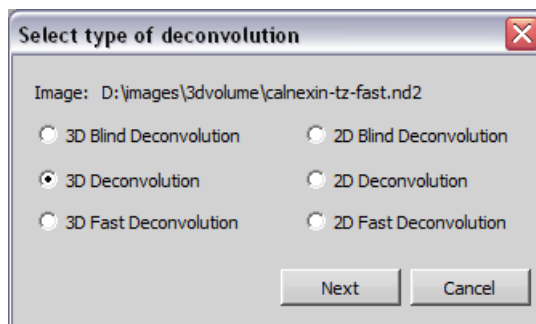 Select type of deconvolution
Image: D:\images\3dvolume\calnexin-tz-fast.nd2
3D Blind Deconvolution 2D Blind Deconvolution
3D Deconvolution 2D Deconvolution
3D Fast Deconvolution 2D Fast Deconvolution
Next Cancel